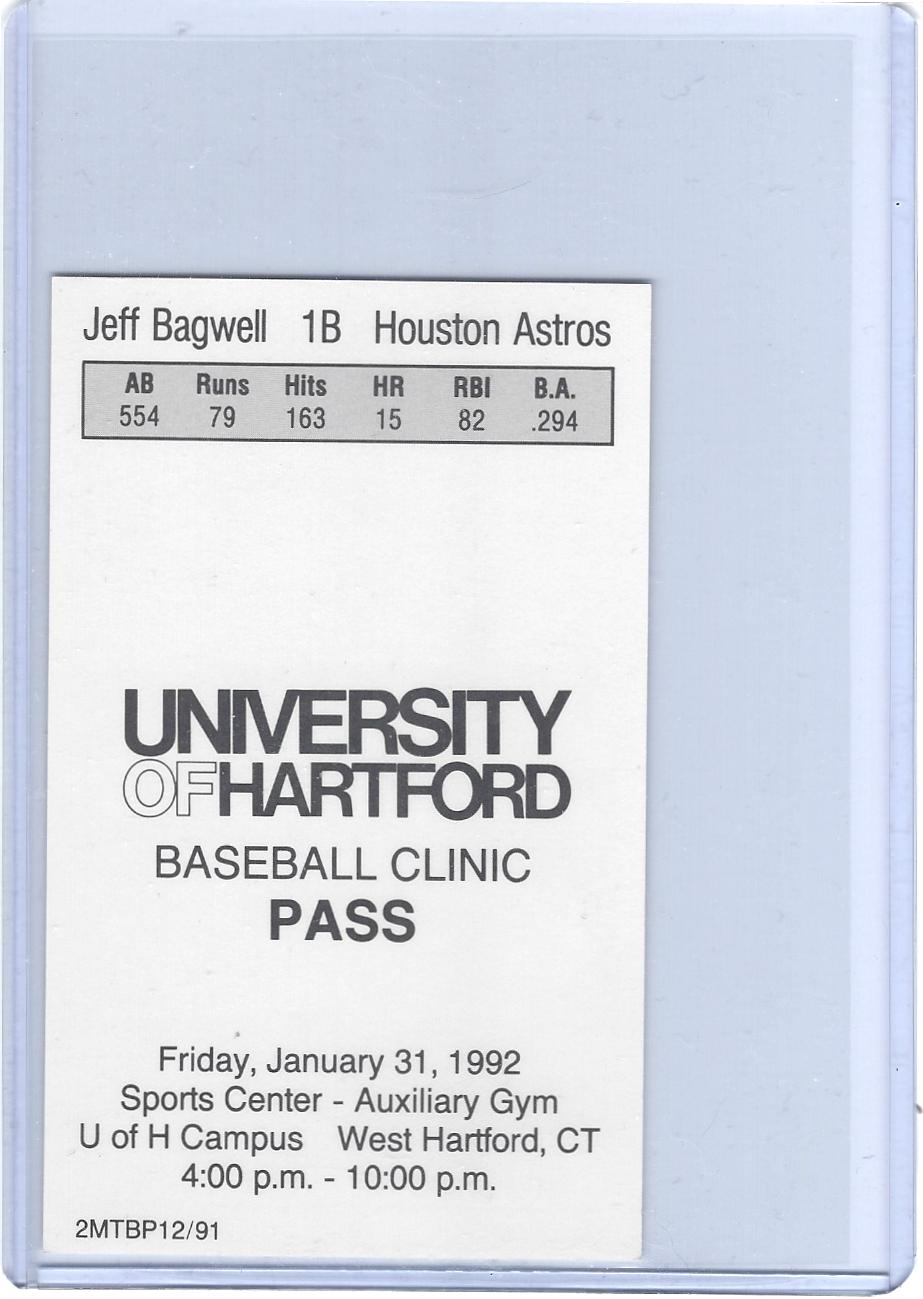 Jeff Bagwell 1B Houston Astros
AB Runs Hits HR RBI B.A.
554 79 163 15 82 .294
UNIVERSITY
OF HARTFORD
BASEBALL CLINIC
PASS
Friday, January 31, 1992
Sports Center - Auxiliary Gym
U of H Campus West Hartford, CT
4:00 p.m. - 10:00 p.m.
2MTBP12/91